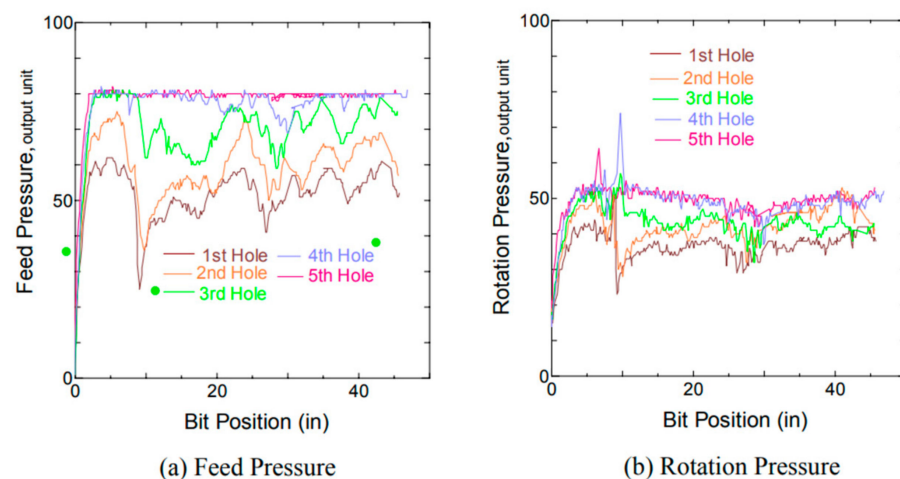 100
50
0
0 20 40
Feed Pressure, output unit
Bit Position (in)
1st Hole
2nd Hole
3rd Hole
4th Hole
5th Hole
(a) Feed Pressure
100
50
0
0 20 40
Rotation Pressure, output unit
Bit Position (in)
1st Hole
2nd Hole
3rd Hole
4th Hole
5th Hole
(b) Rotation Pressure